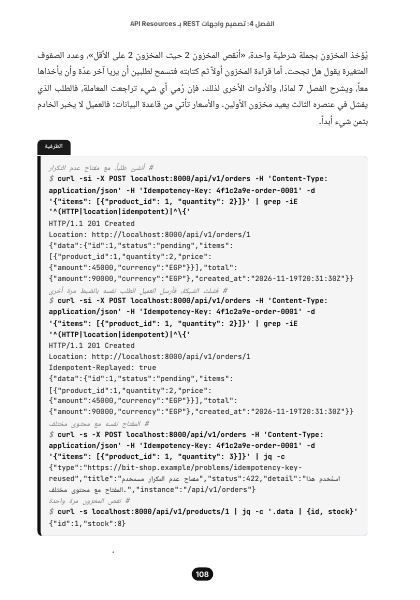 الفصل 4: تصميم واجهات REST بـ API Resources
يُؤخذ المخزون بجملة شرطية واحدة، «أنقص المخزون 2 حيث المخزون 2 على الأقل»، وعدد الصفوف
المتغيرة يقول هل نجحت. أما قراءة المخزون أولاً ثم كتابته فتسمح لطلبين أن يريا آخر عدّة وأن يأخذاها
معاً، ويشرح الفصل 7 لماذا، والأدوات الأخرى لذلك. فإن رُمي أي شيء تراجعت المعاملة، فالطلب الذي
يفشل في عنصره الثالث يعيد مخزون الأولين. والأسعار تأتي من قاعدة البيانات: فالعميل لا يخبر الخادم
بثمن شيء أبداً.
الطرفية
# أنشئ طلباً، مع مفتاح عدم التكرار
$ curl -si -X POST localhost:8000/api/v1/orders -H 'Content-Type:
application/json' -H 'Idempotency-Key: 4f1c2a9e-order-0001' -d
'{"items": [{"product_id": 1, "quantity": 2}]}' | grep -iE
'^(HTTP|location|idempotent)|^\{'
HTTP/1.1 201 Created
Location: http://localhost/api/v1/orders/1
{"data":{"id":1,"status":"pending","items":
[{"product_id":1,"quantity":2,"price":
{"amount":45000,"currency":"EGP"}}],"total":
{"amount":90000,"currency":"EGP"},"created_at":"2026-11-19T20:31:30Z"}}
# فشلت الشبكة، فأرسل العميل الطلب نفسه بالضبط مرة أخرى
$ curl -si -X POST localhost:8000/api/v1/orders -H 'Content-Type:
application/json' -H 'Idempotency-Key: 4f1c2a9e-order-0001' -d
'{"items": [{"product_id": 1, "quantity": 2}]}' | grep -iE
'^(HTTP|location|idempotent)|^\{'
HTTP/1.1 201 Created
Location: http://localhost/api/v1/orders/1
Idempotent-Replayed: true
{"data":{"id":1,"status":"pending","items":
[{"product_id":1,"quantity":2,"price":
{"amount":45000,"currency":"EGP"}}],"total":
{"amount":90000,"currency":"EGP"},"created_at":"2026-11-19T20:31:30Z"}}
# المفتاح نفسه مع محتوى مختلف
$ curl -s -X POST localhost:8000/api/v1/orders -H 'Content-Type:
application/json' -H 'Idempotency-Key: 4f1c2a9e-order-0001' -d
'{"items": [{"product_id": 1, "quantity": 3}]}' | jq -c
{"type":"https://bit-shop.example/problems/idempotency-key-
reused","title":"مفتاح عدم التكرار مستخدم","status":422,"detail":"استُخدم هذا
المفتاح مع محتوى مختلف.","instance":"/api/v1/orders"}
# نقص المخزون مرة واحدة
$ curl -s localhost:8000/api/v1/products/1 | jq -c '.data | {id, stock}'
{"id":1,"stock":8}
108